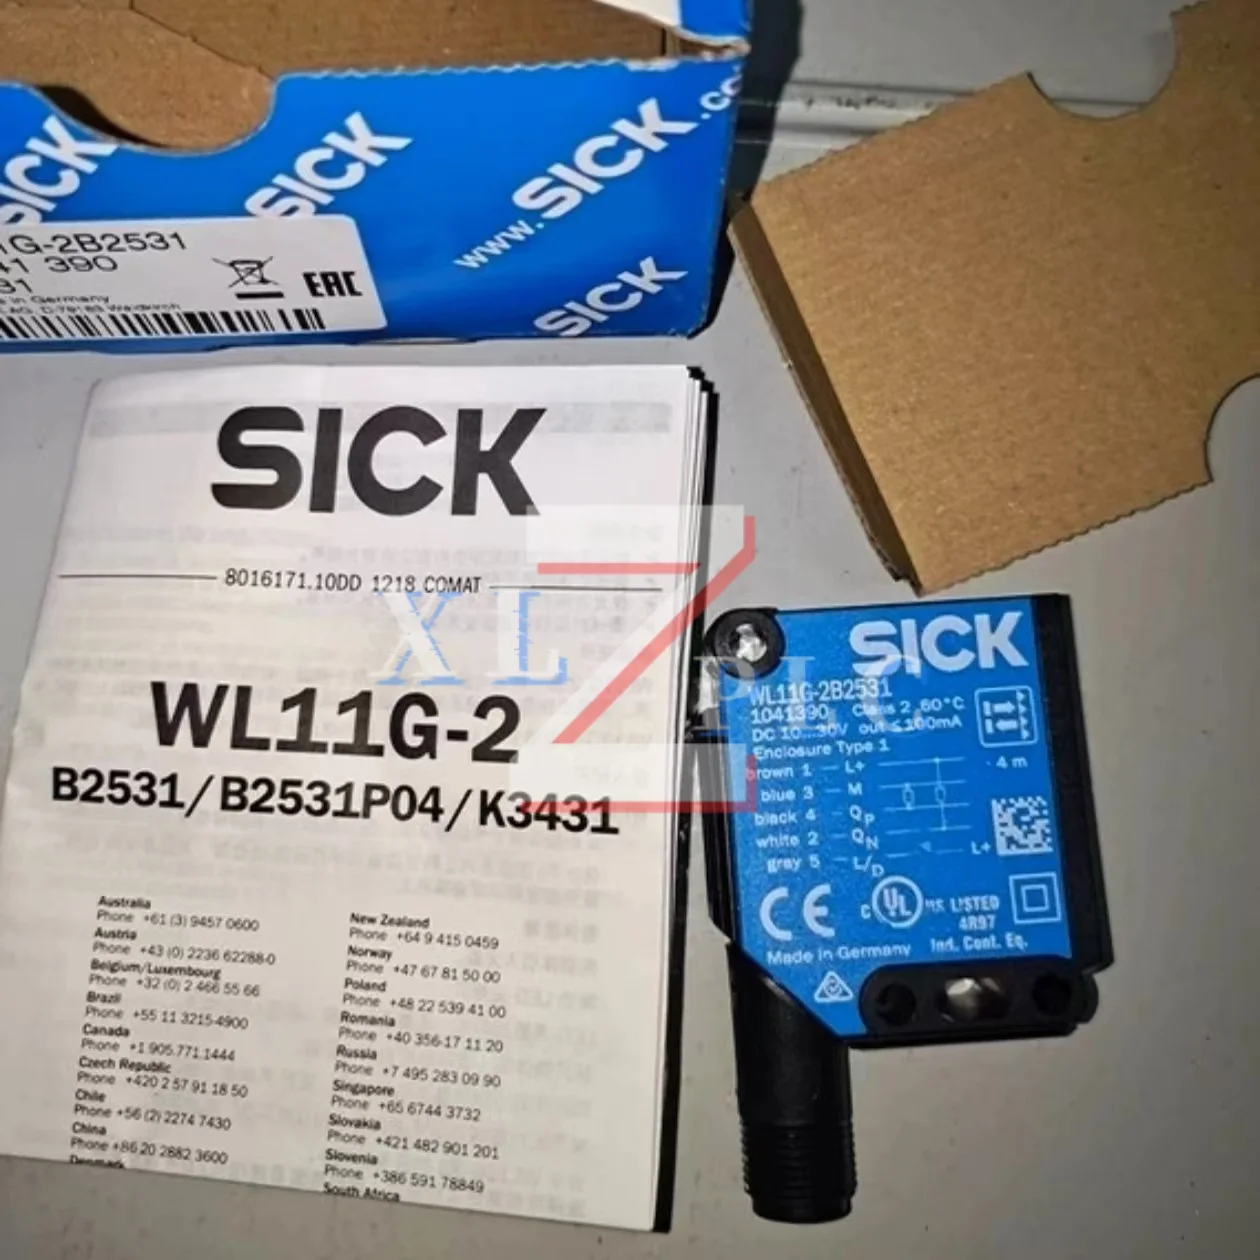 SICK
SICK
www.SICK.co
SICK
1G-2B2531
41 390
31
in Germany
AG, D-79183 Waldkirch
EAC
SICK
8016171.10DD 1218 COMAT
WL11G-2
B2531/B2531P04/K3431
Australia
Phone +61 (3) 9457 0600
Austria
Phone +43 (0) 2236 62288-0
Belgium/Luxembourg
Phone +32 (0) 2 466 55 66
Brazil
Phone +55 11 3215-4900
Canada
Phone +1 905.771.1444
Czech Republic
Phone +420 2 57 91 18 50
Chile
Phone +56 (2) 2274 7430
China
Phone +86 20 2882 3600
Denmark
New Zealand
Phone +64 9 415 0459
Norway
Phone +47 67 81 50 00
Poland
Phone +48 22 539 41 00
Romania
Phone +40 356-17 11 20
Russia
Phone +7 495 283 09 90
Singapore
Phone +65 6744 3732
Slovakia
Phone +421 482 901 201
Slovenia
Phone +386 591 78849
South Africa
XLZPL
SICK
WL11G-2B2531
1041390 Class 2, 60°C
DC 10...30V out ≤100mA
Enclosure Type 1
brown 1 L+
blue 3 M
black 4 QP
white 2 QN
gray 5 L/D
4 m
L+
CE
c UL us LISTED
4R97
Ind. Cont. Eq.
Made in Germany